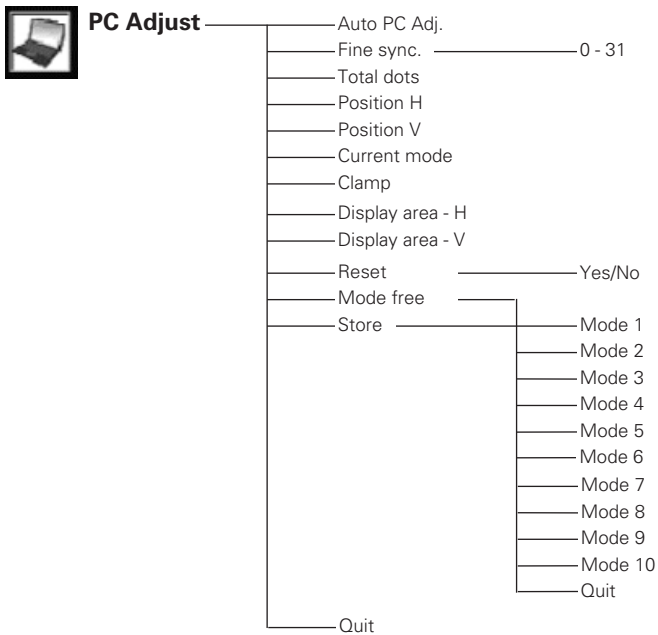 PC Adjust
Auto PC Adj.
Fine sync. 0 - 31
Total dots
Position H
Position V
Current mode
Clamp
Display area - H
Display area - V
Reset Yes/No
Mode free
Store Mode 1
Mode 2
Mode 3
Mode 4
Mode 5
Mode 6
Mode 7
Mode 8
Mode 9
Mode 10
Quit
Quit